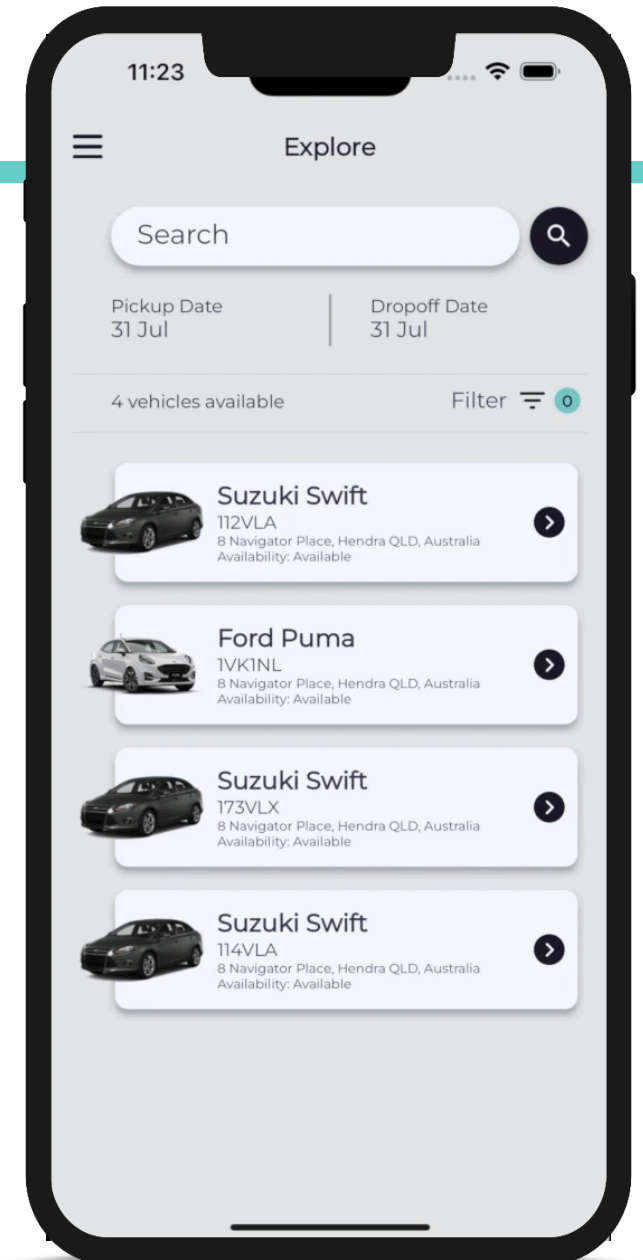 11:23
Explore
Search
Pickup Date
31 Jul
Dropoff Date
31 Jul
4 vehicles available
Filter 0
Suzuki Swift
112VLA
8 Navigator Place, Hendra QLD, Australia
Availability: Available
Ford Puma
1VK1NL
8 Navigator Place, Hendra QLD, Australia
Availability: Available
Suzuki Swift
173VLX
8 Navigator Place, Hendra QLD, Australia
Availability: Available
Suzuki Swift
114VLA
8 Navigator Place, Hendra QLD, Australia
Availability: Available